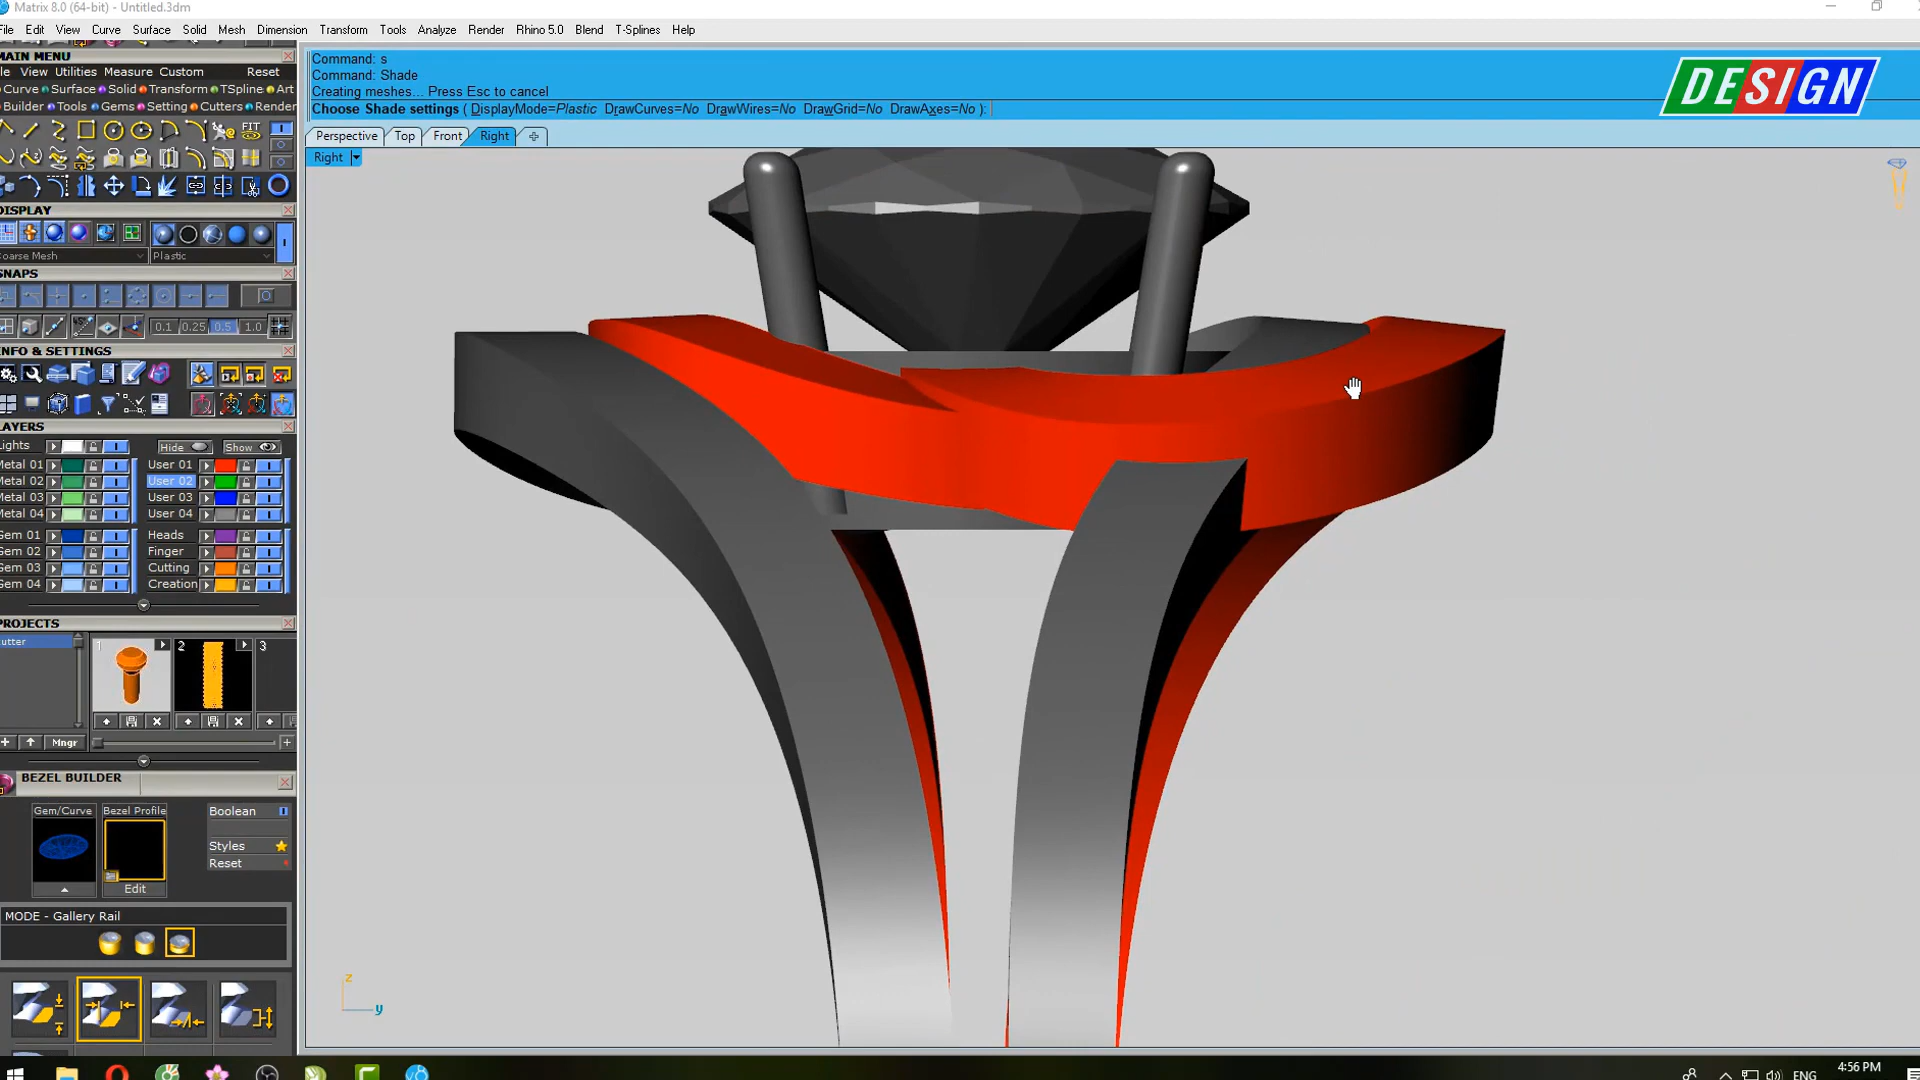 Matrix 8.0 (64-bit) - Untitled.3dm
File Edit View Curve Surface Solid Mesh Dimension Transform Tools Analyze Render Rhino 5.0 Blend T-Splines Help
MAIN MENU
le View Utilities Measure Custom Reset
Curve Surface Solid Transform TSpline Art
Builder Tools Gems Setting Cutters Render
FIT
DISPLAY
oarse Mesh Plastic
SNAPS
0.1 0.25 0.5 1.0
NFO & SETTINGS
LAYERS
Lights Hide Show
Metal 01 User 01
Metal 02 User 02
Metal 03 User 03
Metal 04 User 04
Gem 01 Heads
Gem 02 Finger
Gem 03 Cutting
Gem 04 Creation
PROJECTS
utter
1 2 3
Mngr
BEZEL BUILDER
Gem/Curve Bezel Profile Boolean
Styles
Reset
Edit
MODE - Gallery Rail
Command: s
Command: Shade
Creating meshes... Press Esc to cancel
Choose Shade settings ( DisplayMode=Plastic DrawCurves=No DrawWires=No DrawGrid=No DrawAxes=No ):
Perspective Top Front Right
Right
DESIGN
z
y
ENG
4:56 PM